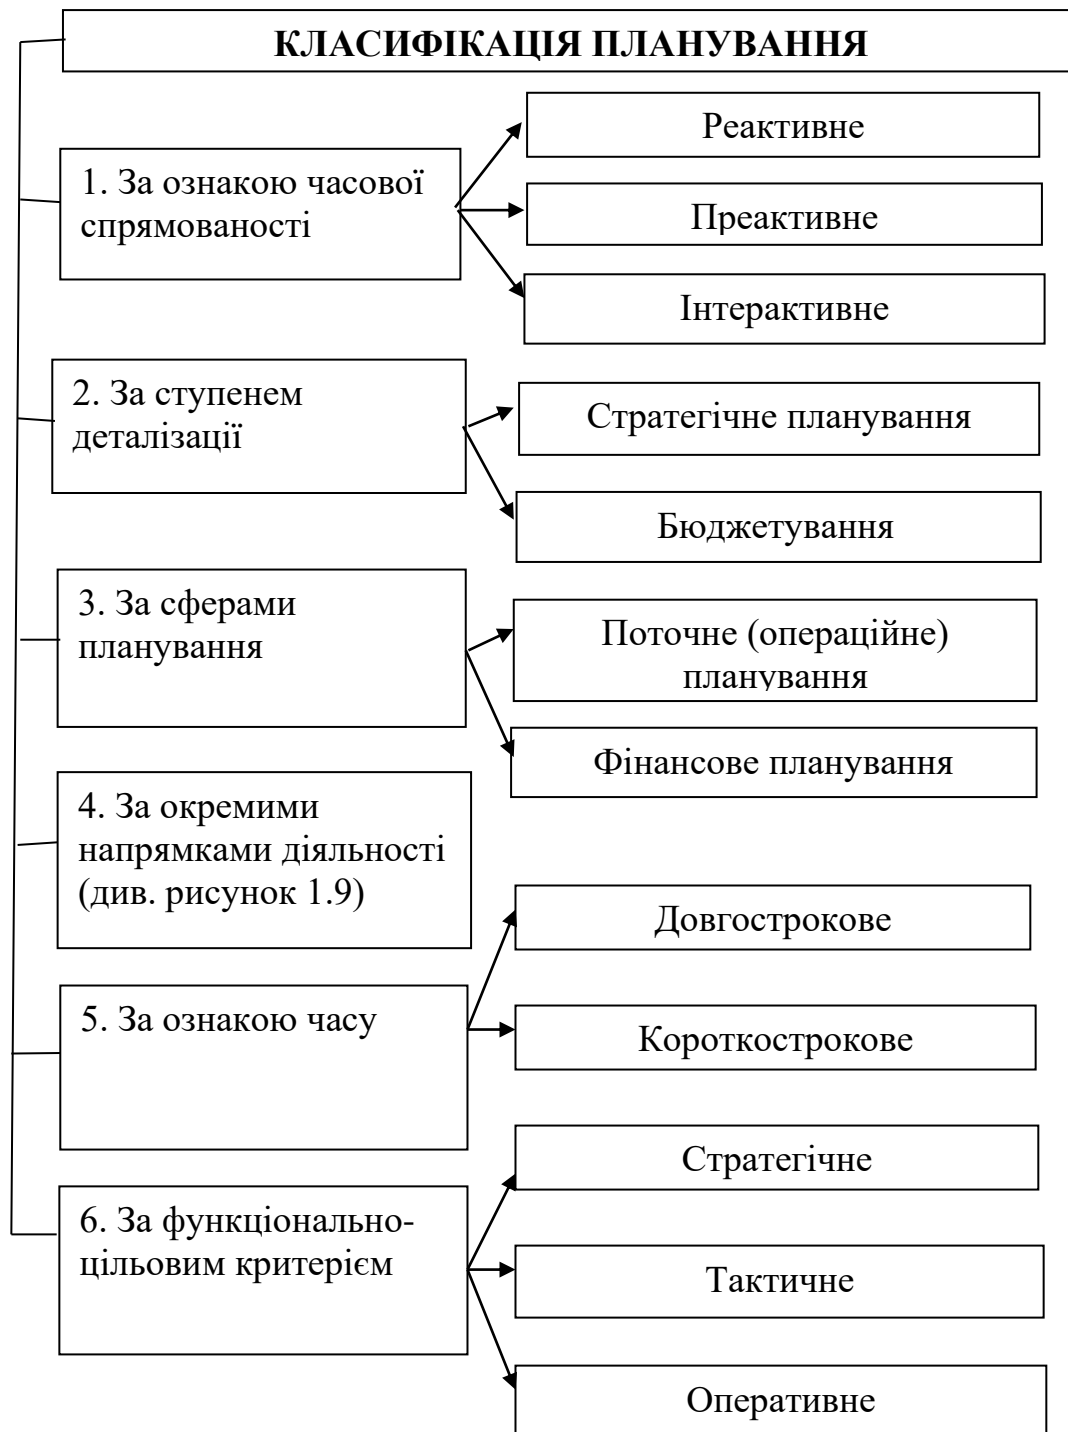 КЛАСИФІКАЦІЯ ПЛАНУВАННЯ
1. За ознакою часової
спрямованості
Реактивне
Преактивне
Інтерактивне
2. За ступенем
деталізації
Стратегічне планування
Бюджетування
3. За сферами
планування
Поточне (операційне)
планування
Фінансове планування
4. За окремими
напрямками діяльності
(див. рисунок 1.9)
5. За ознакою часу
Довгострокове
Короткострокове
6. За функціонально-
цільовим критерієм
Стратегічне
Тактичне
Оперативне